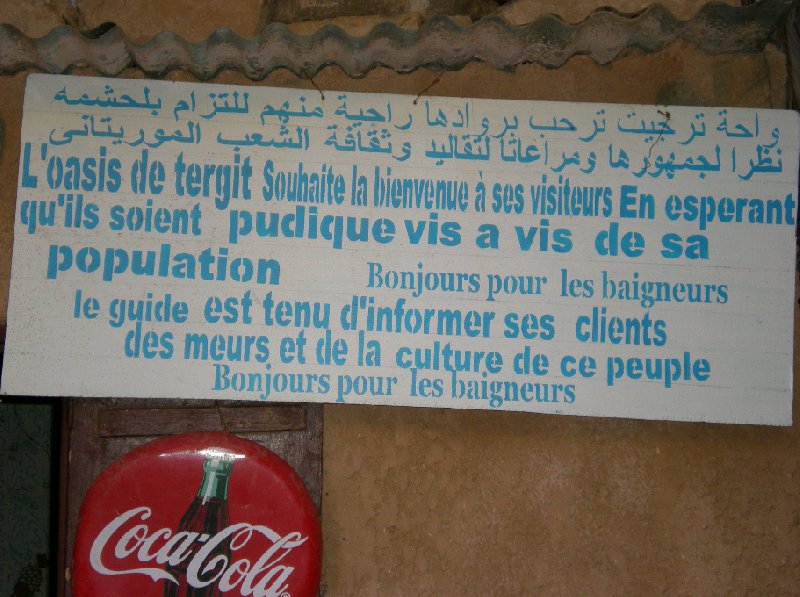 واحة ترجيت ترحب بروادها راجية منهم للتزام بلحشمه
نظرا لجمهورها ومراعاتا لتقاليد وثقافة الشعب الموريتانى
L'oasis de tergit Souhaite la bienvenue à ses visiteurs En esperant
qu'ils soient pudique vis a vis de sa
population Bonjours pour les baigneurs
le guide est tenu d'informer ses clients
des meurs et de la culture de ce peuple
Bonjours pour les baigneurs
Coca-Cola